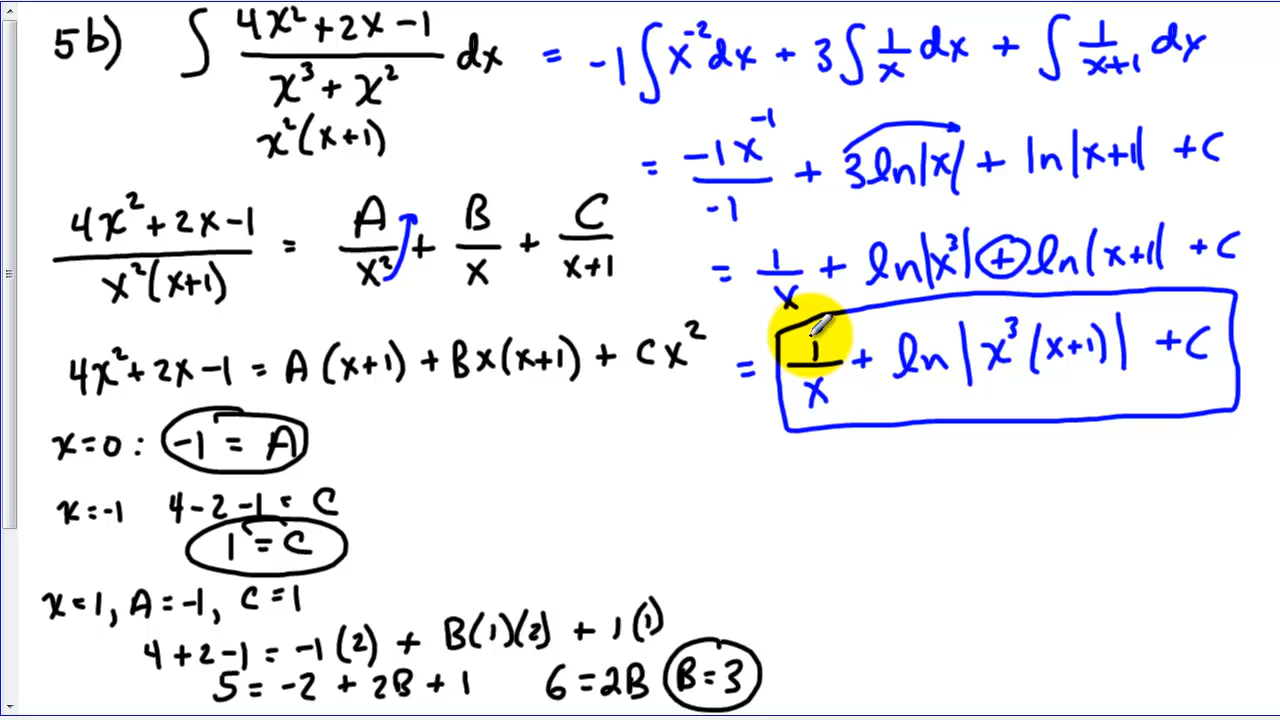 5b) ∫ (4x² + 2x - 1)/(x³ + x²) dx
x²(x+1)
(4x² + 2x - 1)/(x²(x+1)) = A/x² + B/x + C/(x+1)
4x² + 2x - 1 = A(x+1) + Bx(x+1) + Cx²
x=0: -1 = A
x=-1 4-2-1 = C
1 = C
x=1, A=-1, C=1
4+2-1 = -1(2) + B(1)(2) + 1(1)
5 = -2 + 2B + 1 6=2B B=3
= -1∫x⁻²dx + 3∫1/x dx + ∫1/(x+1) dx
= -1x⁻¹/-1 + 3ln|x| + ln|x+1| + C
= 1/x + ln|x³| + ln|x+1| + C
= 1/x + ln|x³(x+1)| + C